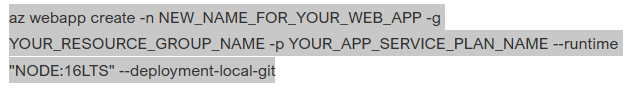 az webapp create -n NEW_NAME_FOR_YOUR_WEB_APP -g
YOUR_RESOURCE_GROUP_NAME -p YOUR_APP_SERVICE_PLAN_NAME --runtime
"NODE:16LTS" --deployment-local-git